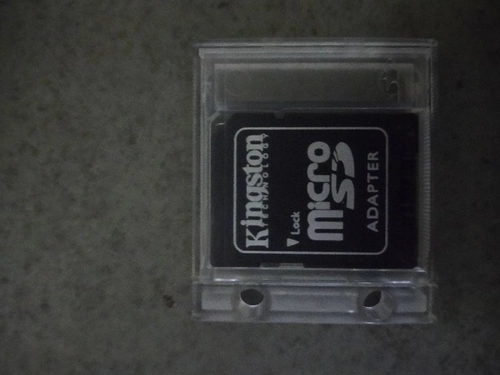 Kingston
TECHNOLOGY
Lock
micro
SD
ADAPTER